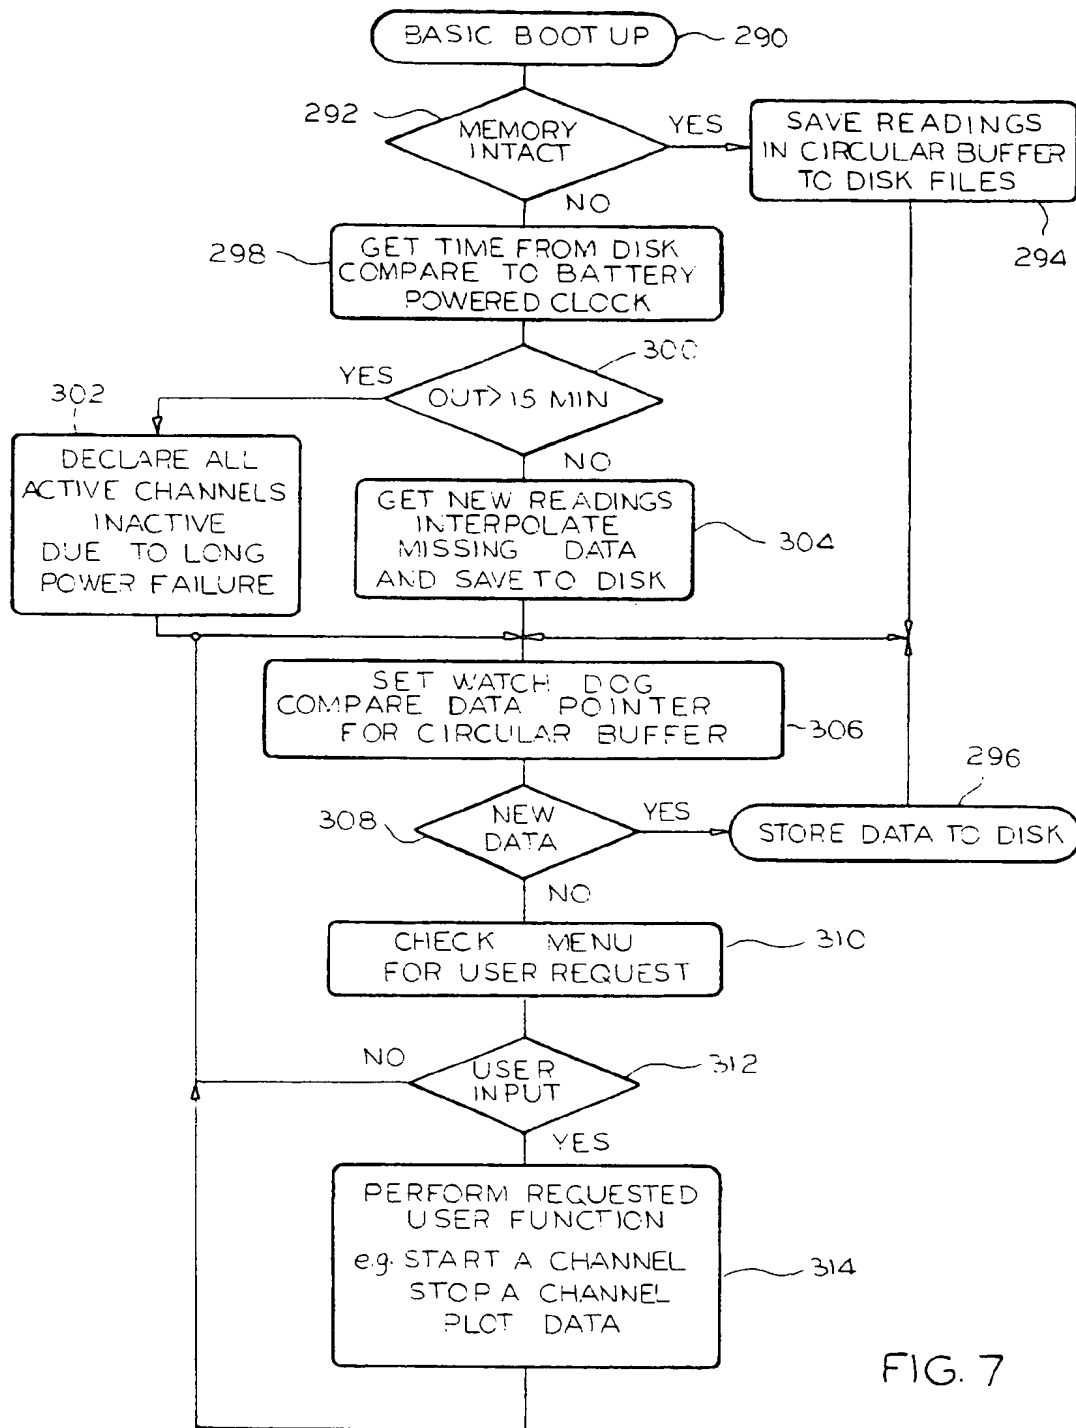 BASIC BOOT UP
290
292
MEMORY
INTACT
YES
SAVE READINGS
IN CIRCULAR BUFFER
TO DISK FILES
294
NO
298
GET TIME FROM DISK
COMPARE TO BATTERY
POWERED CLOCK
300
YES
OUT> 15 MIN
302
DECLARE ALL
ACTIVE CHANNELS
INACTIVE
DUE TO LONG
POWER FAILURE
NO
GET NEW READINGS
INTERPOLATE
MISSING DATA
AND SAVE TO DISK
304
SET WATCH DOG
COMPARE DATA POINTER
FOR CIRCULAR BUFFER
306
308
NEW
DATA
YES
296
STORE DATA TO DISK
NO
CHECK MENU
FOR USER REQUEST
310
NO
USER
INPUT
312
YES
PERFORM REQUESTED
USER FUNCTION
e.g. START A CHANNEL
STOP A CHANNEL
PLOT DATA
314
FIG. 7